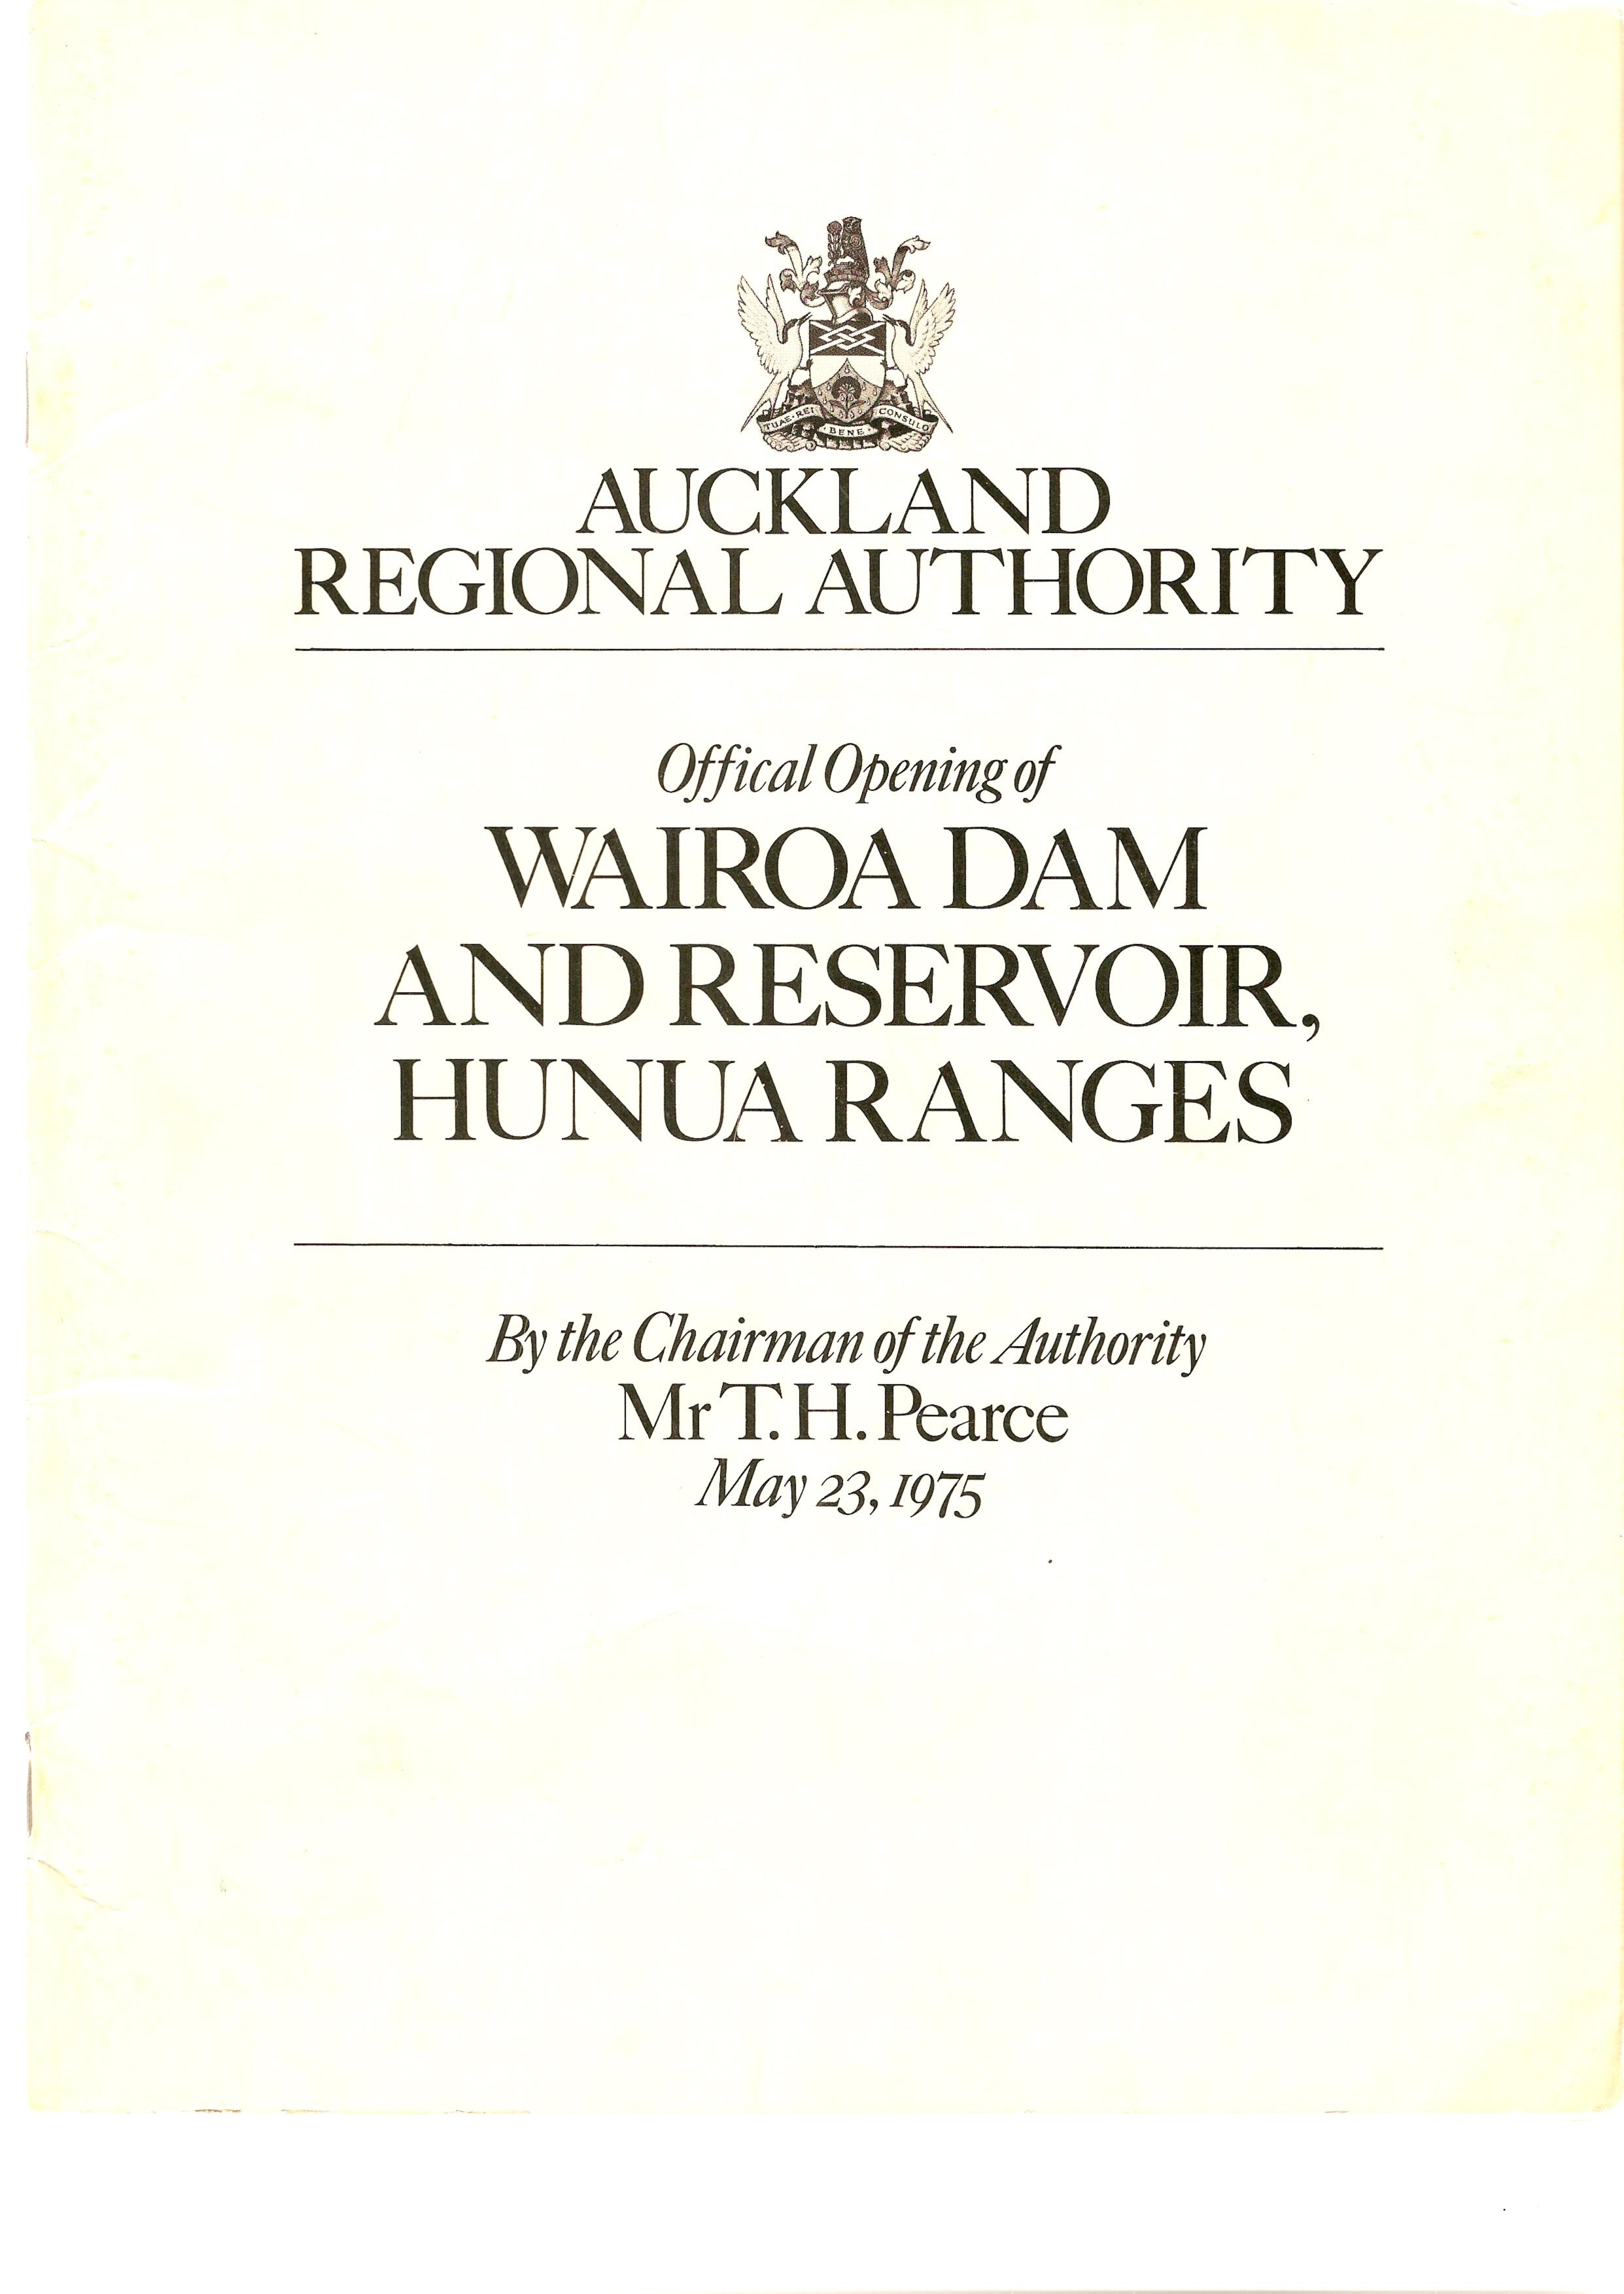 TUAE·REI
·BENE·
CONSULO
AUCKLAND
REGIONAL AUTHORITY
Offical Opening of
WAIROA DAM
AND RESERVOIR,
HUNUA RANGES
By the Chairman of the Authority
Mr T. H. Pearce
May 23, 1975